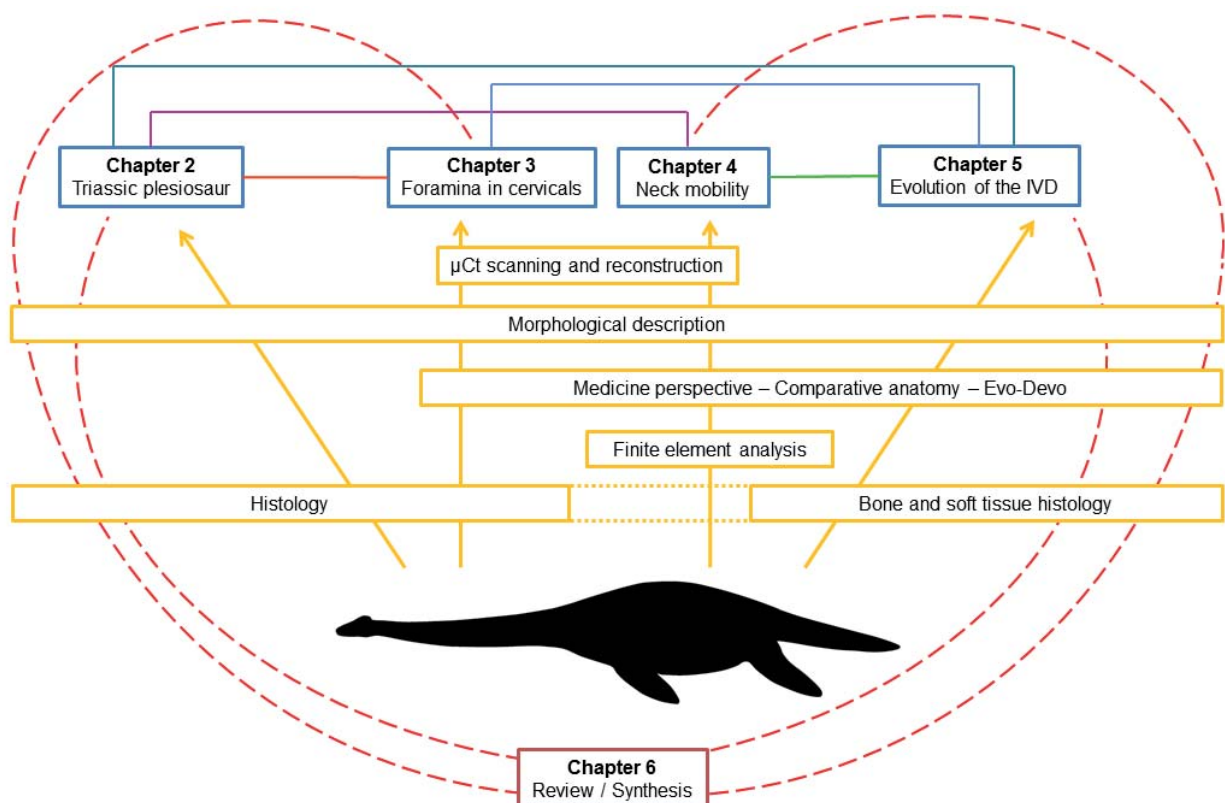 Chapter 2
Triassic plesiosaur
Chapter 3
Foramina in cervicals
Chapter 4
Neck mobility
Chapter 5
Evolution of the IVD
µCt scanning and reconstruction
Morphological description
Medicine perspective – Comparative anatomy – Evo-Devo
Finite element analysis
Histology
Bone and soft tissue histology
Chapter 6
Review / Synthesis